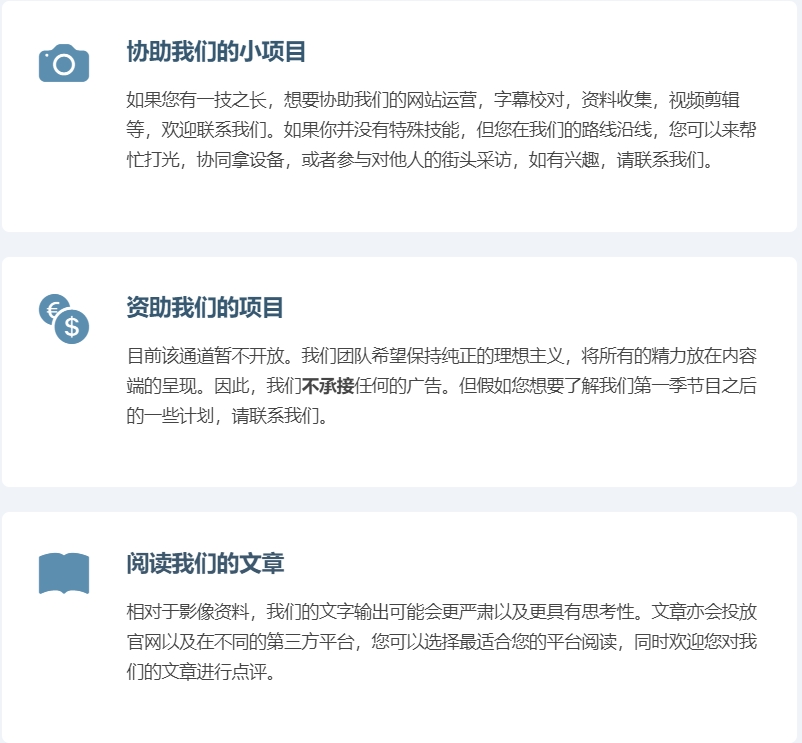 协助我们的小项目
如果您有一技之长，想要协助我们的网站运营，字幕校对，资料收集，视频剪辑
等，欢迎联系我们。如果你并没有特殊技能，但您在我们的路线沿线，您可以来帮
忙打光，协同拿设备，或者参与对他人的街头采访，如有兴趣，请联系我们。
€
$
资助我们的项目
目前该通道暂不开放。我们团队希望保持纯正的理想主义，将所有的精力放在内容
端的呈现。因此，我们不承接任何的广告。但假如您想要了解我们第一季节目之后
的一些计划，请联系我们。
阅读我们的文章
相对于影像资料，我们的文字输出可能会更严肃以及更具有思考性。文章亦会投放
官网以及在不同的第三方平台，您可以选择最适合您的平台阅读，同时欢迎您对我
们的文章进行点评。